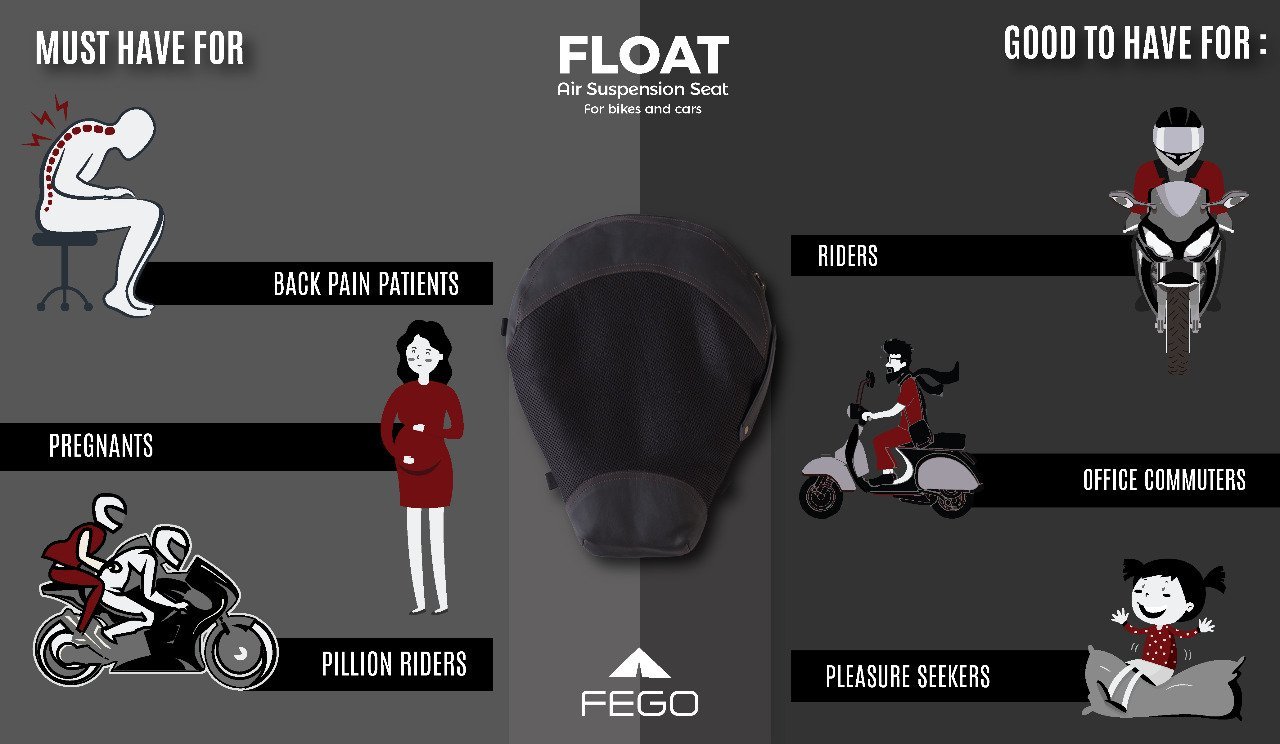 MUST HAVE FOR
BACK PAIN PATIENTS
PREGNANTS
PILLION RIDERS
FLOAT
Air Suspension Seat
For bikes and cars
FEGO
GOOD TO HAVE FOR :
RIDERS
OFFICE COMMUTERS
PLEASURE SEEKERS